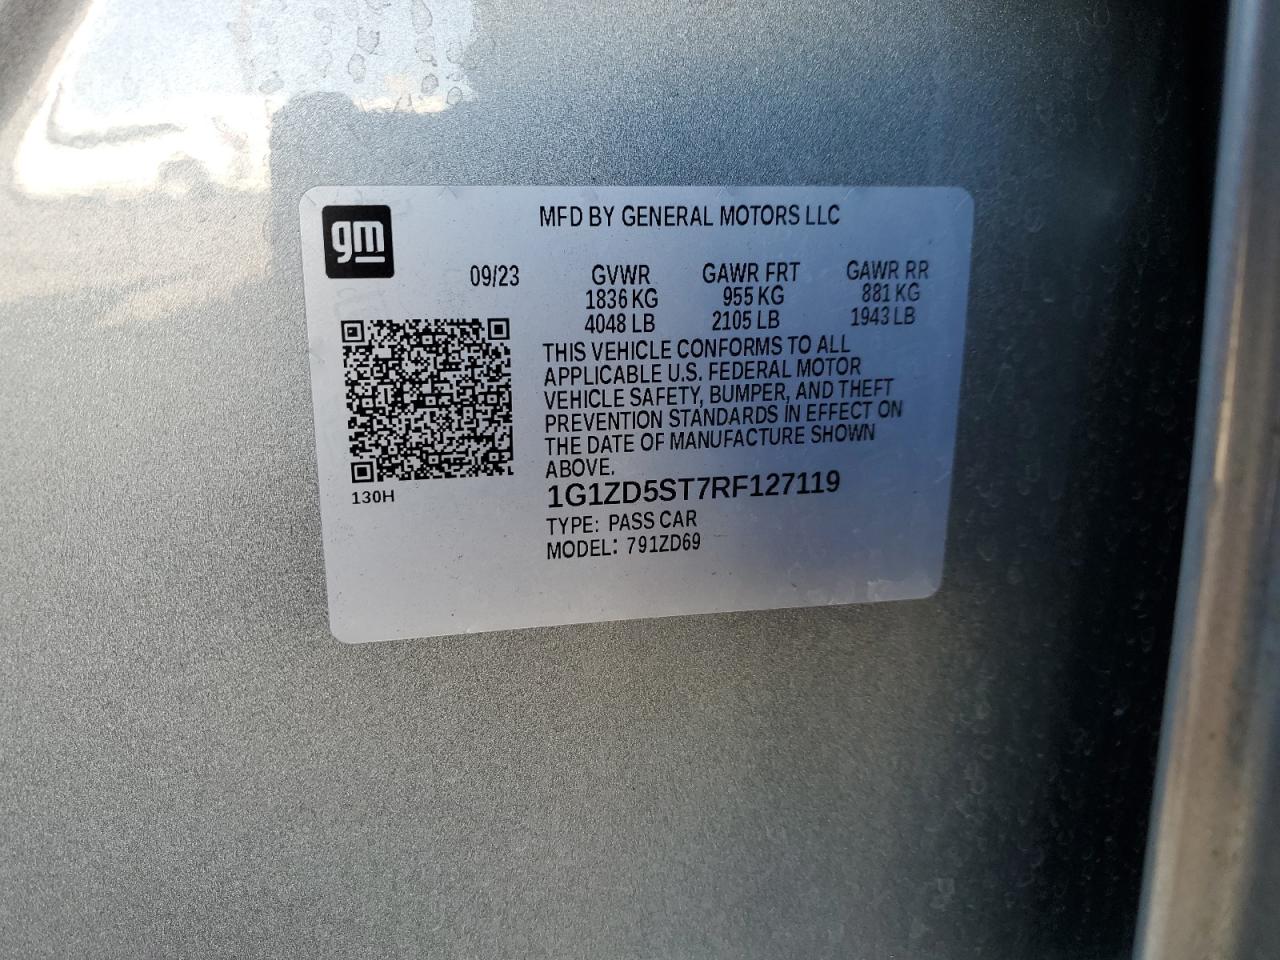 gm
MFD BY GENERAL MOTORS LLC
09/23 GVWR GAWR FRT GAWR RR
1836 KG 955 KG 881 KG
4048 LB 2105 LB 1943 LB
THIS VEHICLE CONFORMS TO ALL
APPLICABLE U.S. FEDERAL MOTOR
VEHICLE SAFETY, BUMPER, AND THEFT
PREVENTION STANDARDS IN EFFECT ON
THE DATE OF MANUFACTURE SHOWN
ABOVE.
130H
1G1ZD5ST7RF127119
TYPE: PASS CAR
MODEL: 791ZD69